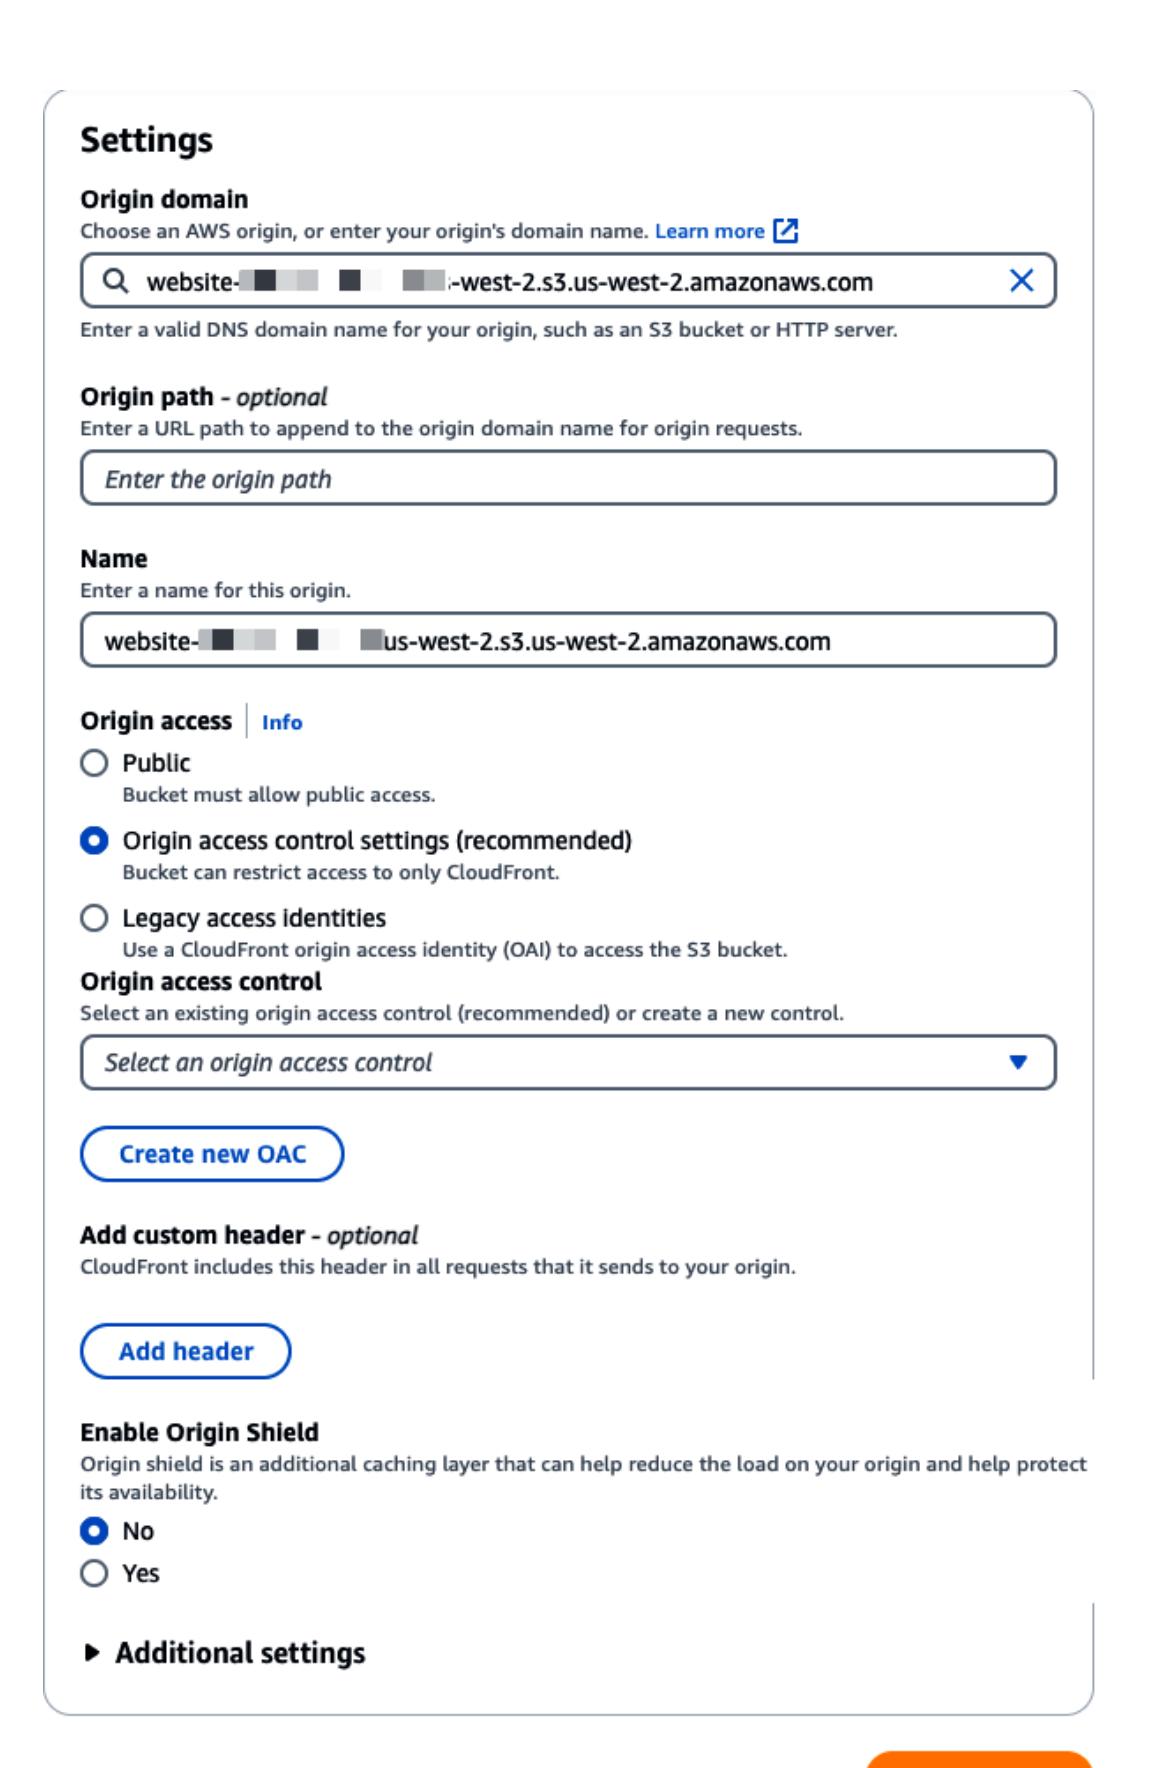 Settings
Origin domain
Choose an AWS origin, or enter your origin's domain name. Learn more
website- -west-2.s3.us-west-2.amazonaws.com
Enter a valid DNS domain name for your origin, such as an S3 bucket or HTTP server.
Origin path - optional
Enter a URL path to append to the origin domain name for origin requests.
Enter the origin path
Name
Enter a name for this origin.
website- us-west-2.s3.us-west-2.amazonaws.com
Origin access Info
Public
Bucket must allow public access.
Origin access control settings (recommended)
Bucket can restrict access to only CloudFront.
Legacy access identities
Use a CloudFront origin access identity (OAI) to access the S3 bucket.
Origin access control
Select an existing origin access control (recommended) or create a new control.
Select an origin access control
Create new OAC
Add custom header - optional
CloudFront includes this header in all requests that it sends to your origin.
Add header
Enable Origin Shield
Origin shield is an additional caching layer that can help reduce the load on your origin and help protect
its availability.
No
Yes
Additional settings